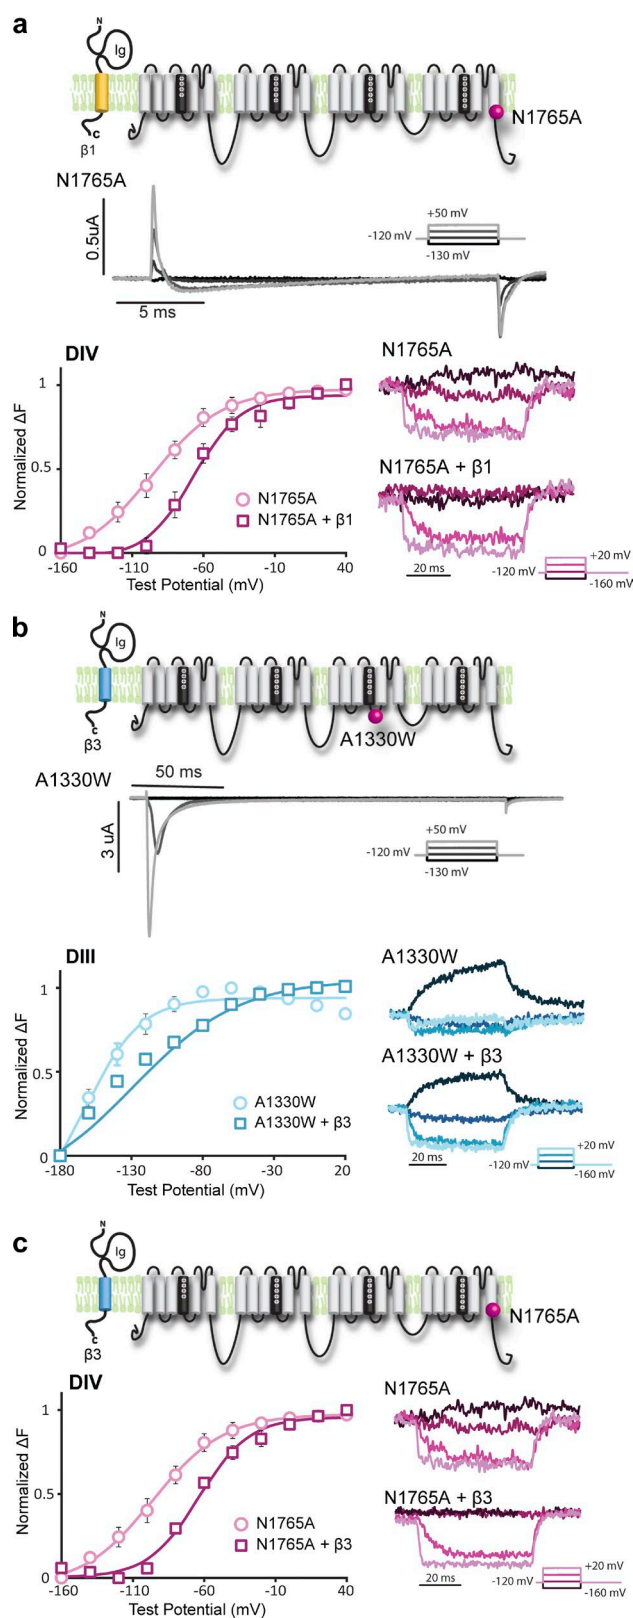 a
N
Ig
C
β1
N1765A
N1765A
0.5uA
5 ms
+50 mV
-120 mV
-130 mV
DIV
Normalized ΔF
1
0.5
0
-160
-110
-60
-10
40
Test Potential (mV)
N1765A
N1765A + β1
N1765A
N1765A + β1
20 ms
+20 mV
-120 mV
-160 mV
b
N
Ig
C
β3
A1330W
A1330W
50 ms
3 uA
+50 mV
-120 mV
-130 mV
DIII
Normalized ΔF
1
0.5
0
-180
-130
-80
-30
20
Test Potential (mV)
A1330W
A1330W + β3
A1330W
A1330W + β3
20 ms
+20 mV
-120 mV
-160 mV
c
N
Ig
C
β3
N1765A
DIV
Normalized ΔF
1
0.5
0
-160
-110
-60
-10
40
Test Potential (mV)
N1765A
N1765A + β3
N1765A
N1765A + β3
20 ms
+20 mV
-120 mV
-160 mV